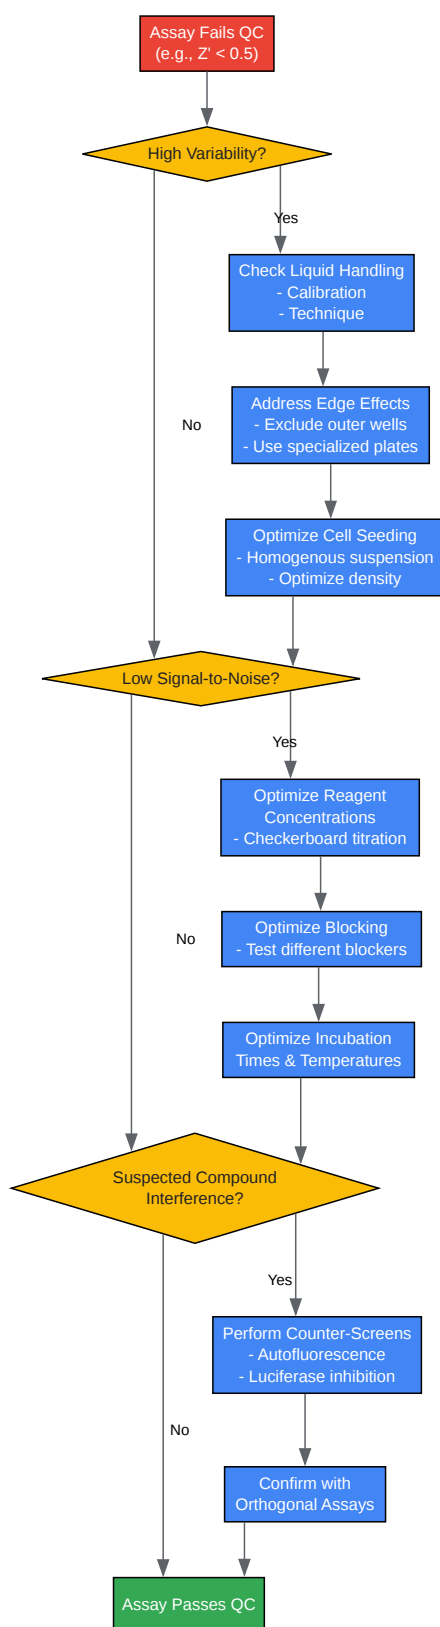 Assay Fails QC
(e.g., Z' < 0.5)
High Variability?
Yes
Check Liquid Handling
- Calibration
- Technique
Address Edge Effects
- Exclude outer wells
- Use specialized plates
No
Optimize Cell Seeding
- Homogenous suspension
- Optimize density
Low Signal-to-Noise?
Yes
Optimize Reagent
Concentrations
- Checkerboard titration
No
Optimize Blocking
- Test different blockers
Optimize Incubation
Times & Temperatures
Suspected Compound
Interference?
Yes
Perform Counter-Screens
- Autofluorescence
- Luciferase inhibition
No
Confirm with
Orthogonal Assays
Assay Passes QC